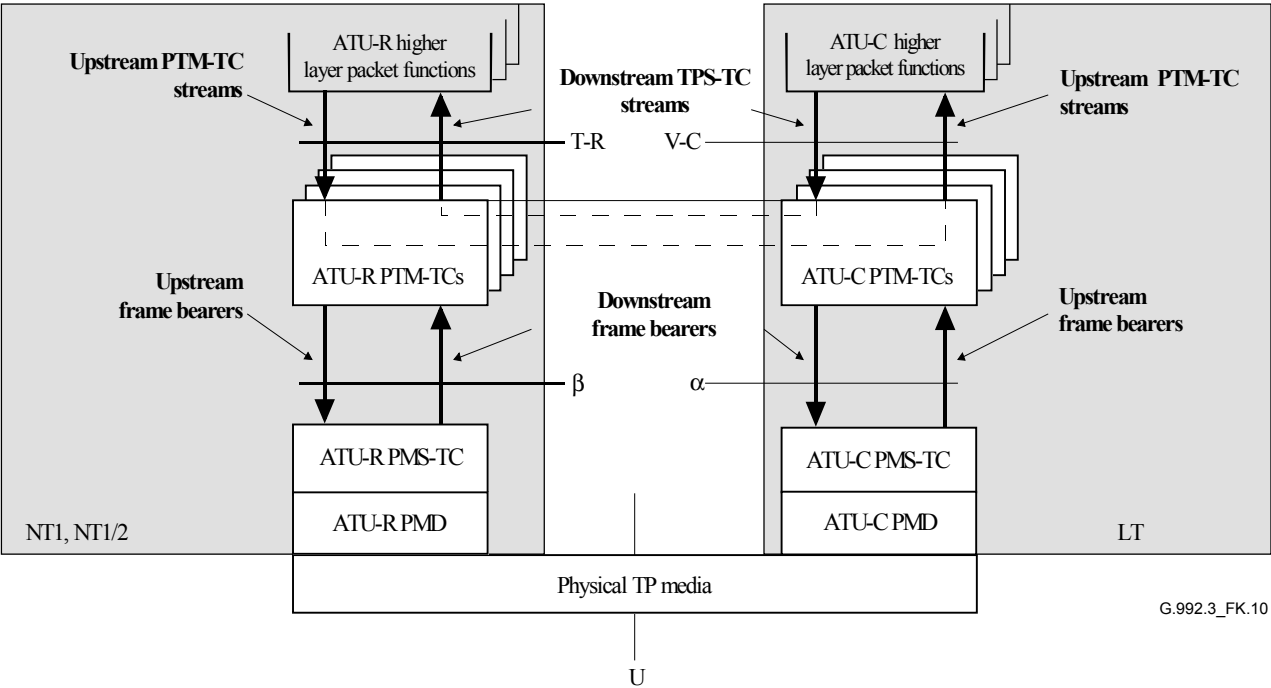 ATU-R higher
layer packet functions
ATU-C higher
layer packet functions
Upstream PTM-TC
streams
Downstream TPS-TC
streams
Upstream PTM-TC
streams
T-R
V-C
ATU-R PTM-TCs
ATU-C PTM-TCs
Upstream
frame bearers
Downstream
frame bearers
Upstream
frame bearers
β
α
ATU-R PMS-TC
ATU-C PMS-TC
ATU-R PMD
ATU-C PMD
NT1, NT1/2
LT
Physical TP media
G.992.3_FK.10
U